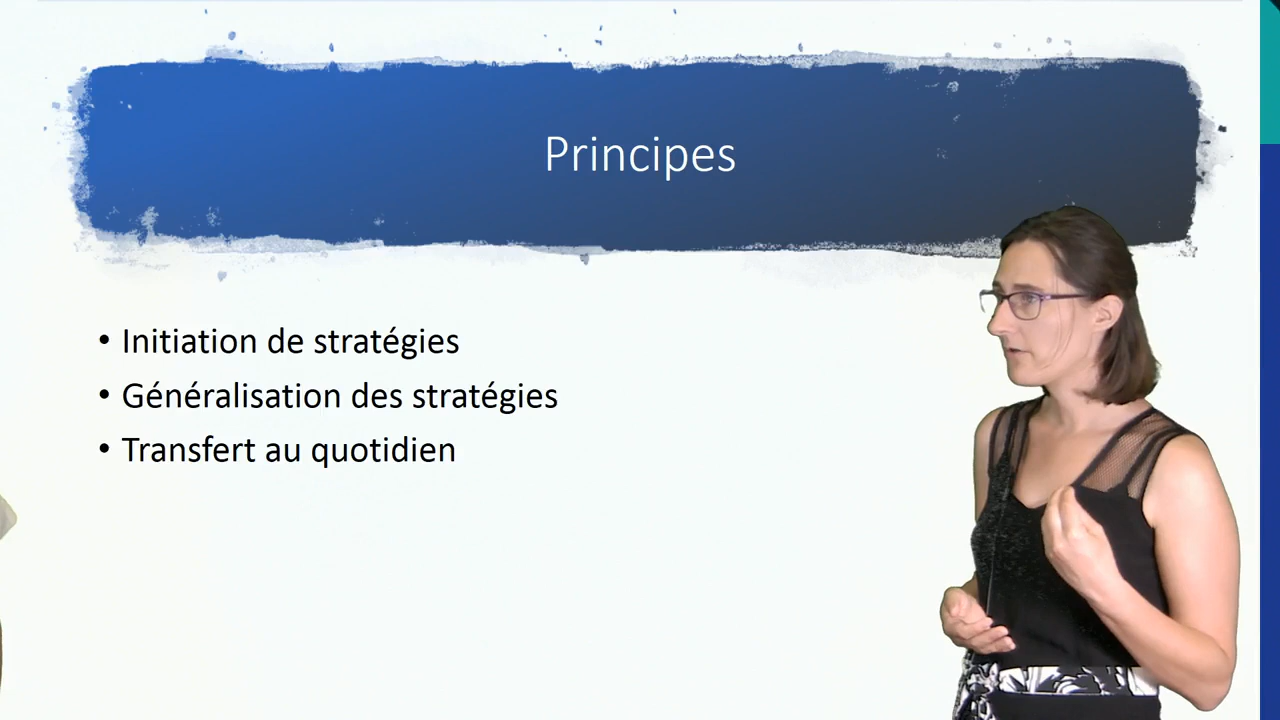 Principes
• Initiation de stratégies
• Généralisation des stratégies
• Transfert au quotidien